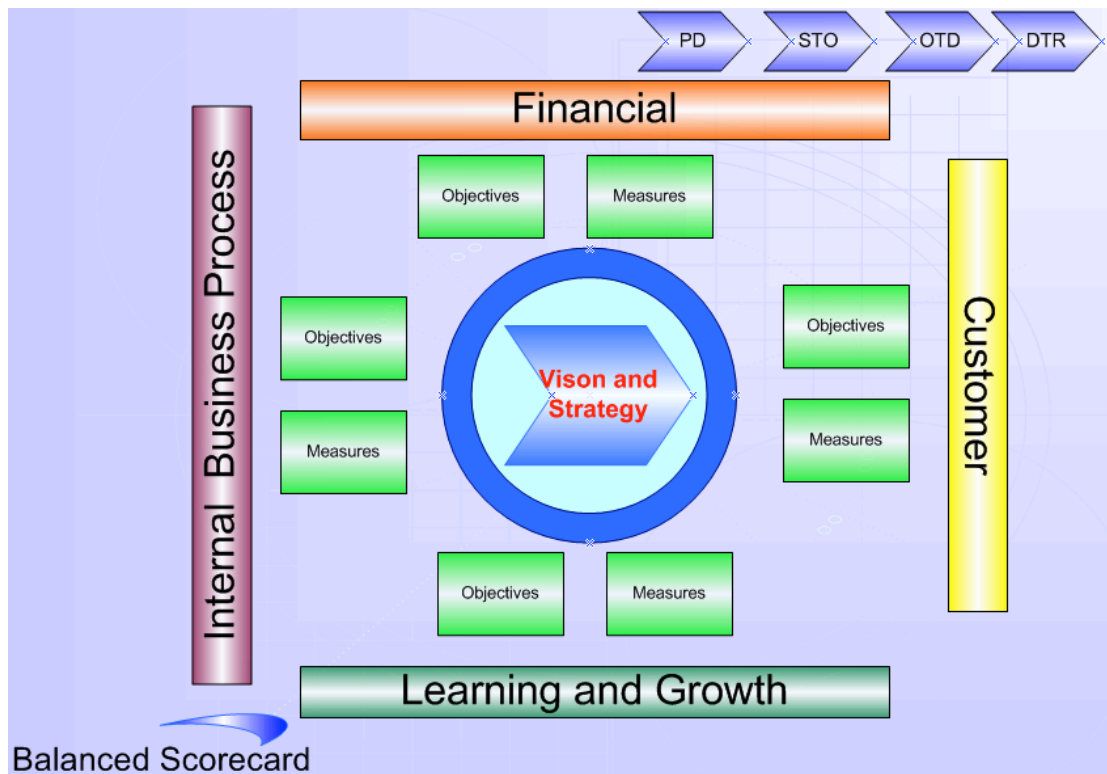 PD
STO
OTD
DTR
Financial
Objectives
Measures
Internal Business Process
Objectives
Measures
Vison and
Strategy
Objectives
Measures
Customer
Objectives
Measures
Learning and Growth
Balanced Scorecard